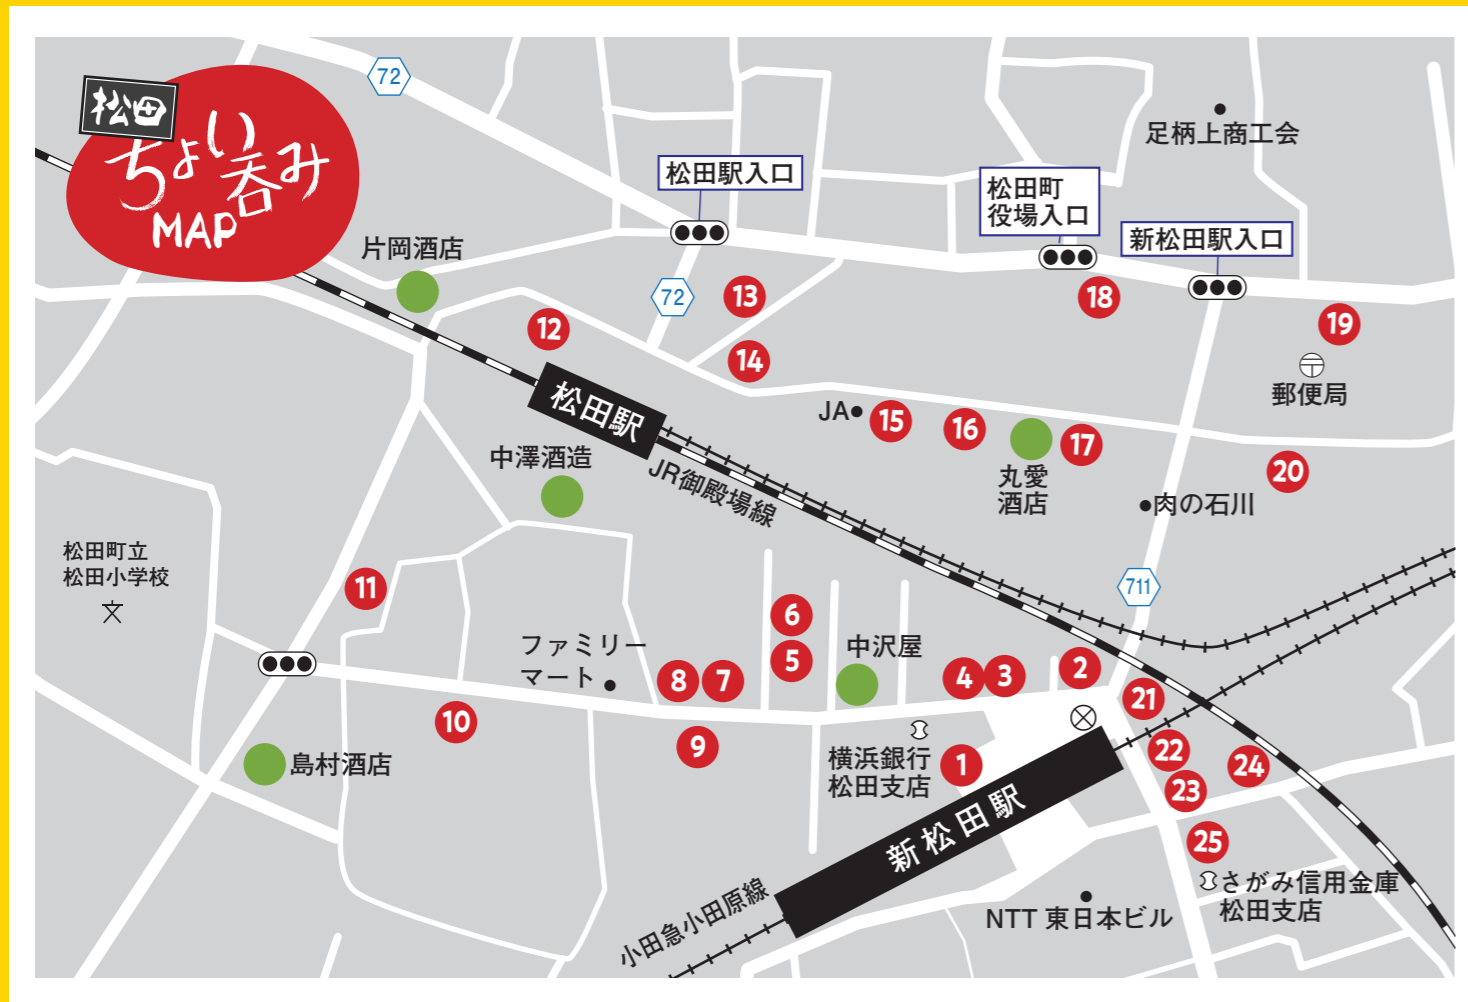 松田
ちょい
呑み
MAP
72
松田駅入口
松田町
役場入口
新松田駅入口
足柄上商工会
片岡酒店
72
13
18
19
12
14
郵便局
松田駅
JA
15
16
17
丸愛
酒店
20
中澤酒造
JR御殿場線
肉の石川
松田町立
松田小学校
文
11
711
6
5
ファミリー
マート
8
7
中沢屋
4
3
2
21
10
9
横浜銀行
松田支店
1
22
23
24
島村酒店
新松田駅
25
さがみ信用金庫
松田支店
小田急小田原線
NTT 東日本ビル